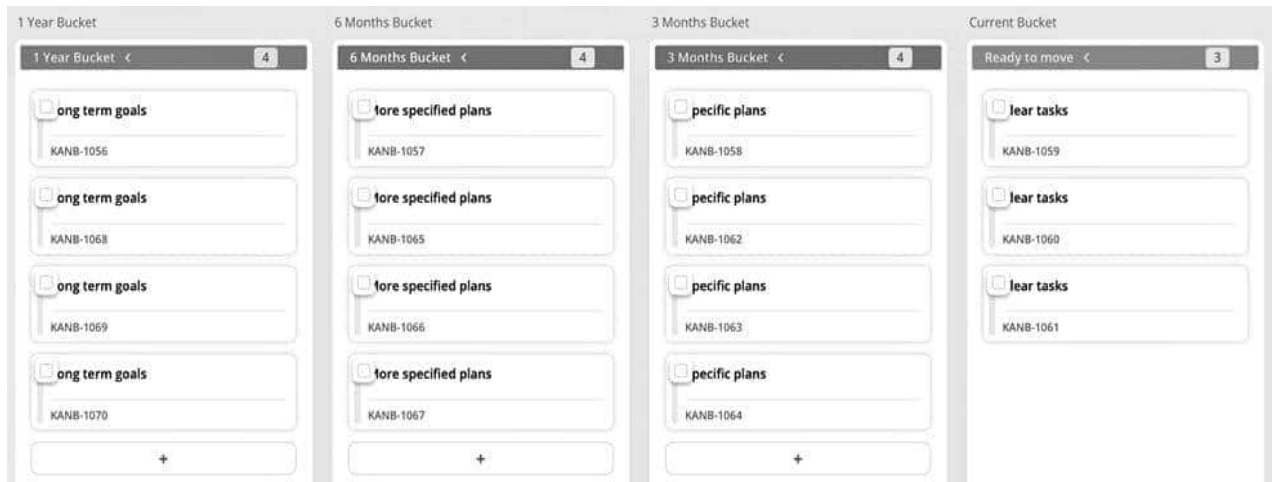 1 Year Bucket
6 Months Bucket
3 Months Bucket
Current Bucket
1 Year Bucket < 4
6 Months Bucket < 4
3 Months Bucket < 4
Ready to move < 3
ong term goals
KANB-1056
ong term goals
KANB-1068
ong term goals
KANB-1069
ong term goals
KANB-1070
+
More specified plans
KANB-1057
More specified plans
KANB-1065
More specified plans
KANB-1066
More specified plans
KANB-1067
+
pecific plans
KANB-1058
pecific plans
KANB-1062
pecific plans
KANB-1063
pecific plans
KANB-1064
+
lear tasks
KANB-1059
lear tasks
KANB-1060
lear tasks
KANB-1061